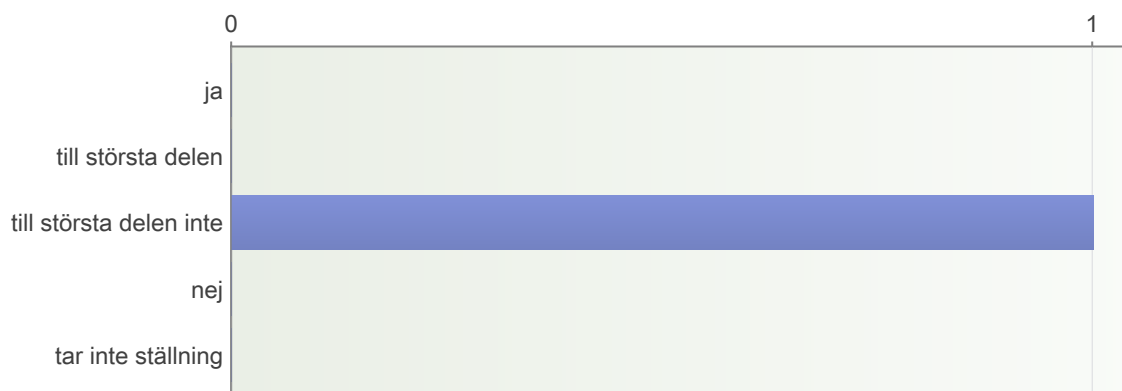 0 1
ja
till största delen
till största delen inte
nej
tar inte ställning